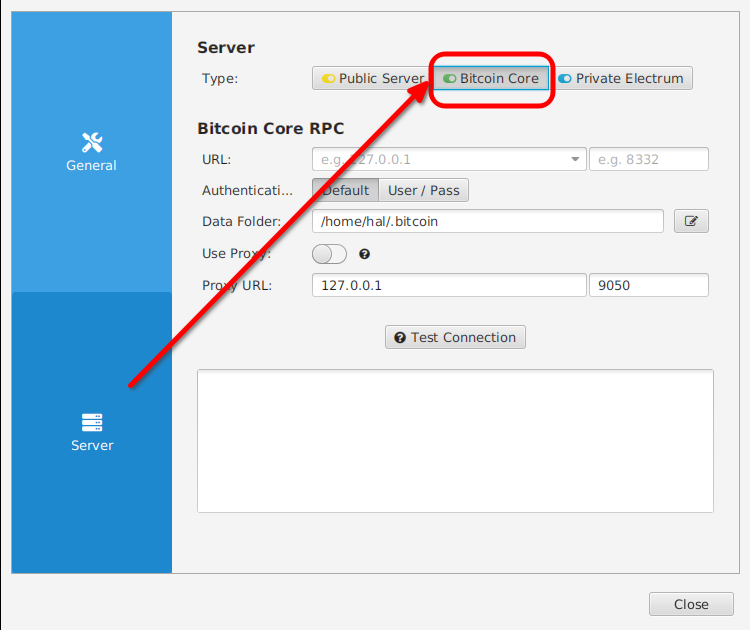 General
Server
Server
Type:
Public Server
Bitcoin Core
Private Electrum
Bitcoin Core RPC
URL:
e.g. 127.0.0.1
e.g. 8332
Authenticati...
Default
User / Pass
Data Folder:
/home/hal/.bitcoin
Use Proxy:
Proxy URL:
127.0.0.1
9050
Test Connection
Close